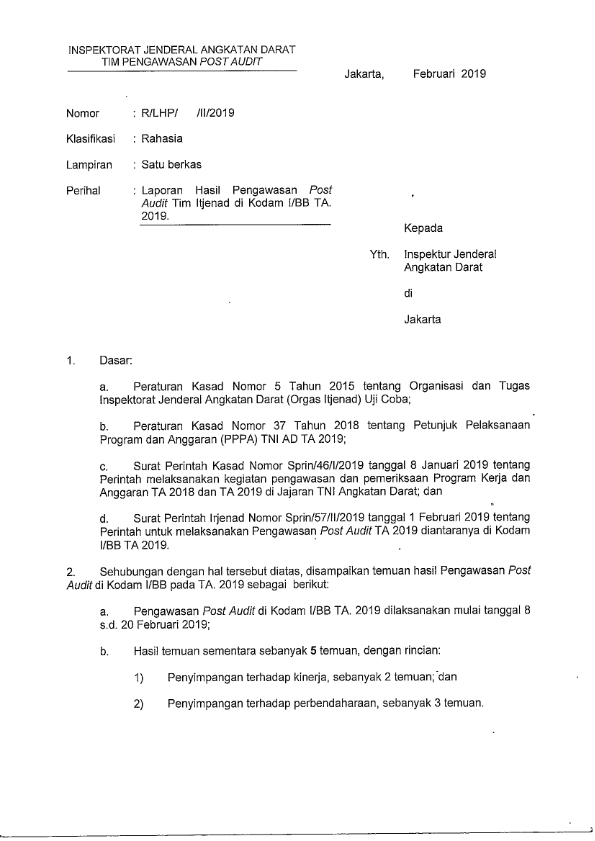 INSPEKTORAT JENDERAL ANGKATAN DARAT
TIM PENGAWASAN POST AUDIT
Jakarta, Februari 2019
Nomor : R/LHP/ /II/2019
Klasifikasi : Rahasia
Lampiran : Satu berkas
Perihal : Laporan Hasil Pengawasan Post
Audit Tim Itjenad di Kodam I/BB TA.
2019.
Kepada
Yth. Inspektur Jenderal
Angkatan Darat
di
Jakarta
1. Dasar:
a. Peraturan Kasad Nomor 5 Tahun 2015 tentang Organisasi dan Tugas
Inspektorat Jenderal Angkatan Darat (Orgas Itjenad) Uji Coba;
b. Peraturan Kasad Nomor 37 Tahun 2018 tentang Petunjuk Pelaksanaan
Program dan Anggaran (PPPA) TNI AD TA 2019;
c. Surat Perintah Kasad Nomor Sprin/46/I/2019 tanggal 8 Januari 2019 tentang
Perintah melaksanakan kegiatan pengawasan dan pemeriksaan Program Kerja dan
Anggaran TA 2018 dan TA 2019 di Jajaran TNI Angkatan Darat; dan
d. Surat Perintah Irjenad Nomor Sprin/57/II/2019 tanggal 1 Februari 2019 tentang
Perintah untuk melaksanakan Pengawasan Post Audit TA 2019 diantaranya di Kodam
I/BB TA 2019.
2. Sehubungan dengan hal tersebut diatas, disampaikan temuan hasil Pengawasan Post
Audit di Kodam I/BB pada TA. 2019 sebagai berikut:
a. Pengawasan Post Audit di Kodam I/BB TA. 2019 dilaksanakan mulai tanggal 8
s.d. 20 Februari 2019;
b. Hasil temuan sementara sebanyak 5 temuan, dengan rincian:
1) Penyimpangan terhadap kinerja, sebanyak 2 temuan; dan
2) Penyimpangan terhadap perbendaharaan, sebanyak 3 temuan.